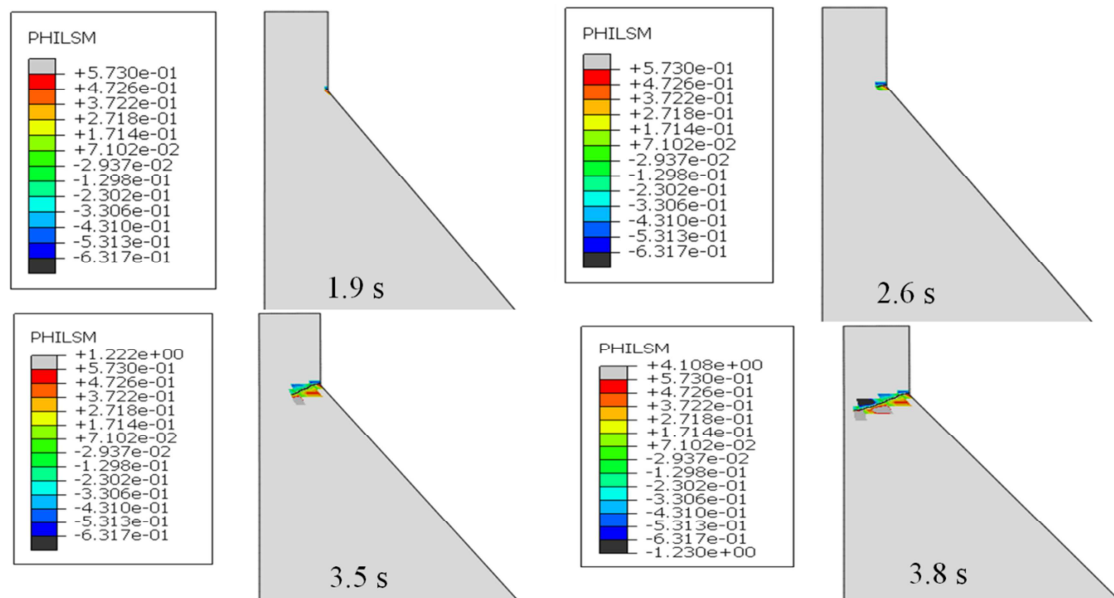 PHILSM
+5.730e-01
+4.726e-01
+3.722e-01
+2.718e-01
+1.714e-01
+7.102e-02
-2.937e-02
-1.298e-01
-2.302e-01
-3.306e-01
-4.310e-01
-5.313e-01
-6.317e-01
1.9 s
PHILSM
+5.730e-01
+4.726e-01
+3.722e-01
+2.718e-01
+1.714e-01
+7.102e-02
-2.937e-02
-1.298e-01
-2.302e-01
-3.306e-01
-4.310e-01
-5.313e-01
-6.317e-01
2.6 s
PHILSM
+1.222e+00
+5.730e-01
+4.726e-01
+3.722e-01
+2.718e-01
+1.714e-01
+7.102e-02
-2.937e-02
-1.298e-01
-2.302e-01
-3.306e-01
-4.310e-01
-5.313e-01
-6.317e-01
3.5 s
PHILSM
+4.108e+00
+5.730e-01
+4.726e-01
+3.722e-01
+2.718e-01
+1.714e-01
+7.102e-02
-2.937e-02
-1.298e-01
-2.302e-01
-3.306e-01
-4.310e-01
-5.313e-01
-6.317e-01
-1.230e+00
3.8 s